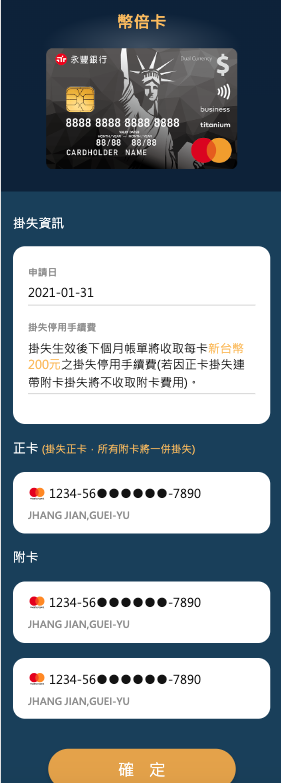 幣倍卡
永豐銀行
Dual Currency
$
business
8888 8888 8888 8888
titanium
VALID FROM
MONTH/YEAR
MONTH/YEAR
88/88 88/88
CARDHOLDER NAME
掛失資訊
申請日
2021-01-31
掛失停用手續費
掛失生效後下個月帳單將收取每卡新台幣
200元之掛失停用手續費(若因正卡掛失連
帶附卡掛失將不收取附卡費用)。
正卡 (掛失正卡，所有附卡將一併掛失)
1234-56●●●●●●-7890
JHANG JIAN,GUEI-YU
附卡
1234-56●●●●●●-7890
JHANG JIAN,GUEI-YU
1234-56●●●●●●-7890
JHANG JIAN,GUEI-YU
確 定